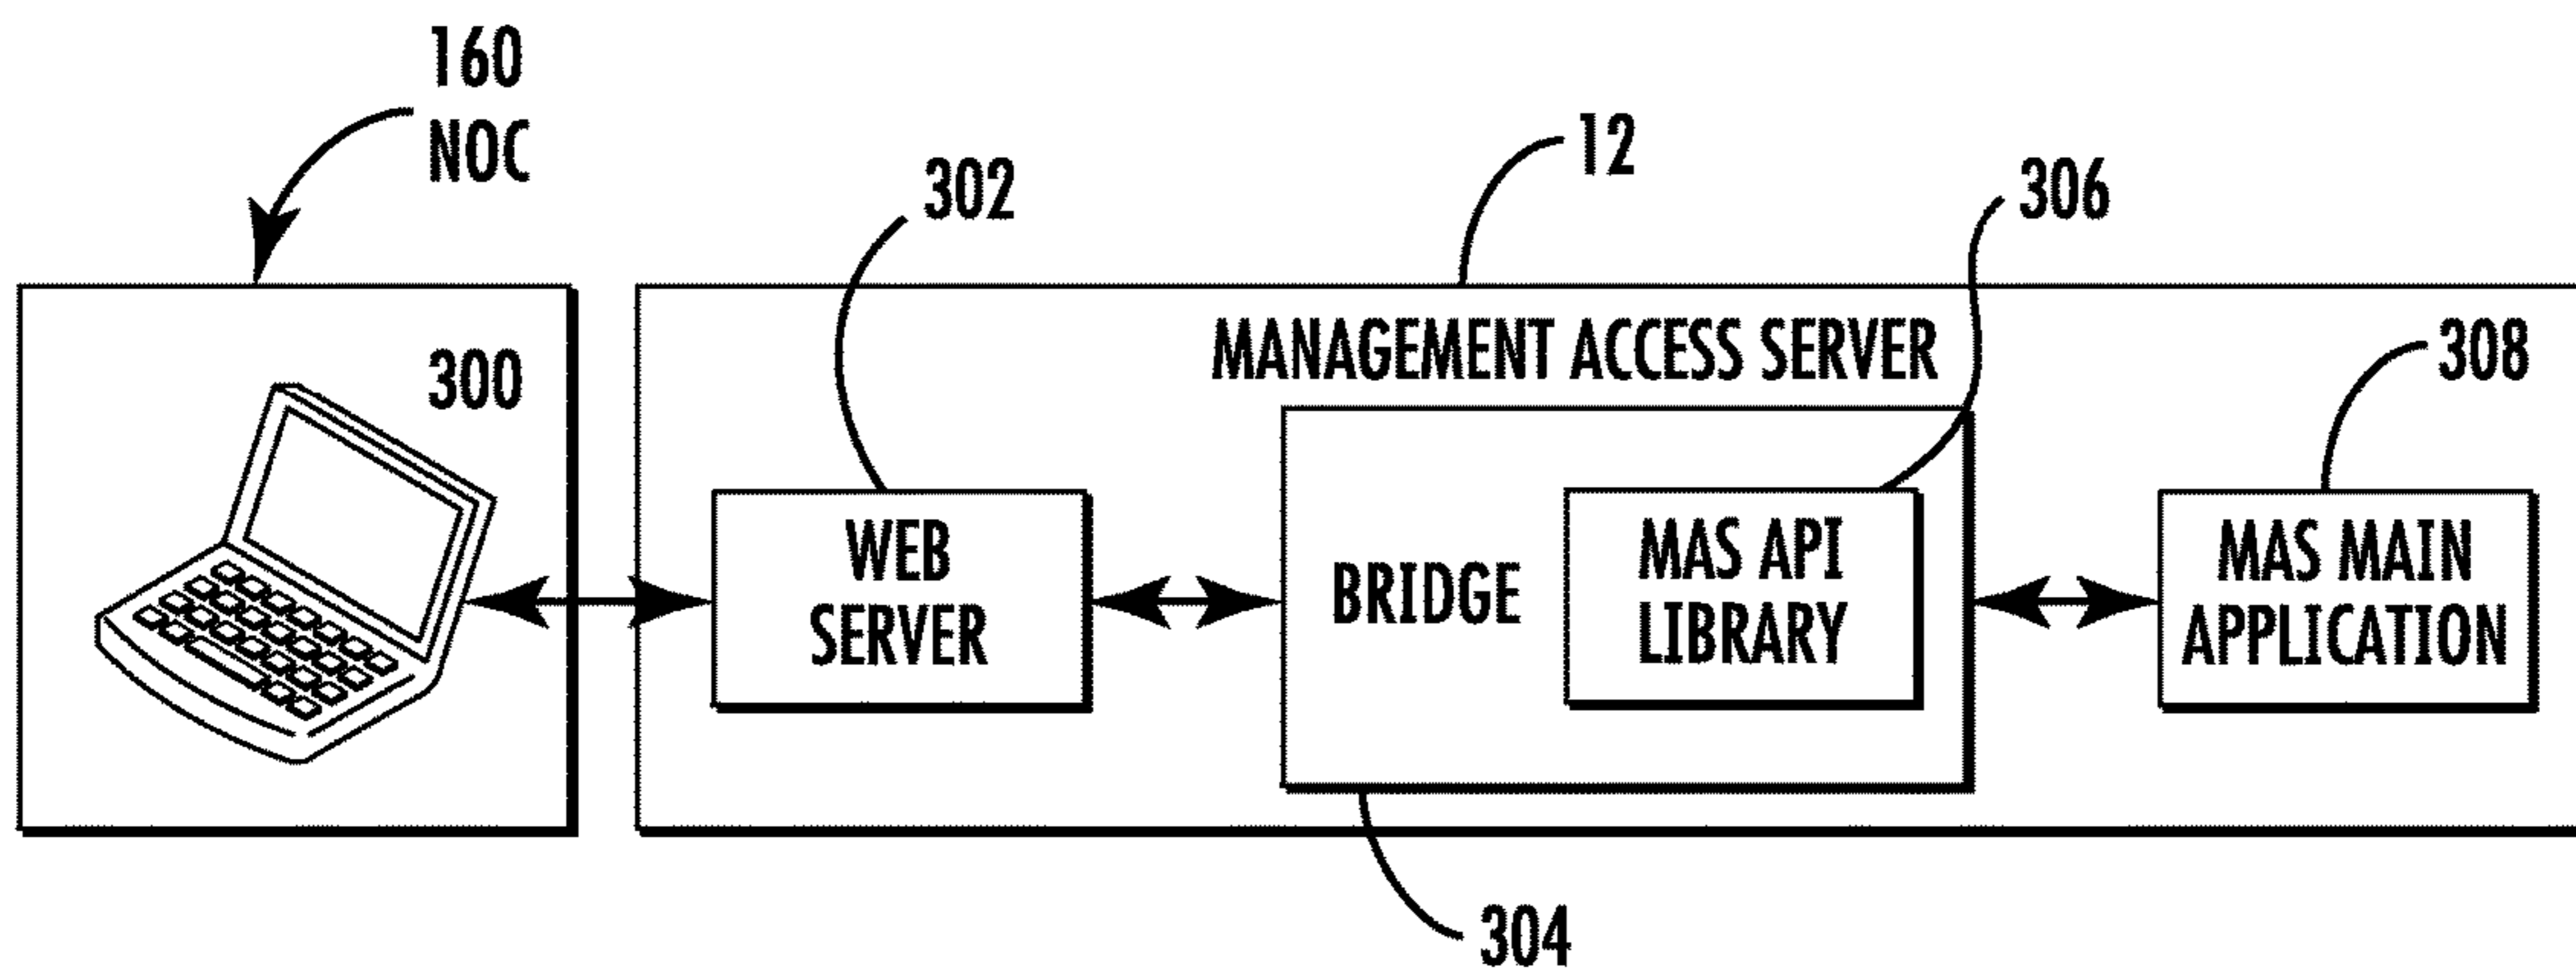 160
NOC
12
302
306
MANAGEMENT ACCESS SERVER
308
300
WEB
SERVER
BRIDGE
MAS API
LIBRARY
MAS MAIN
APPLICATION
304